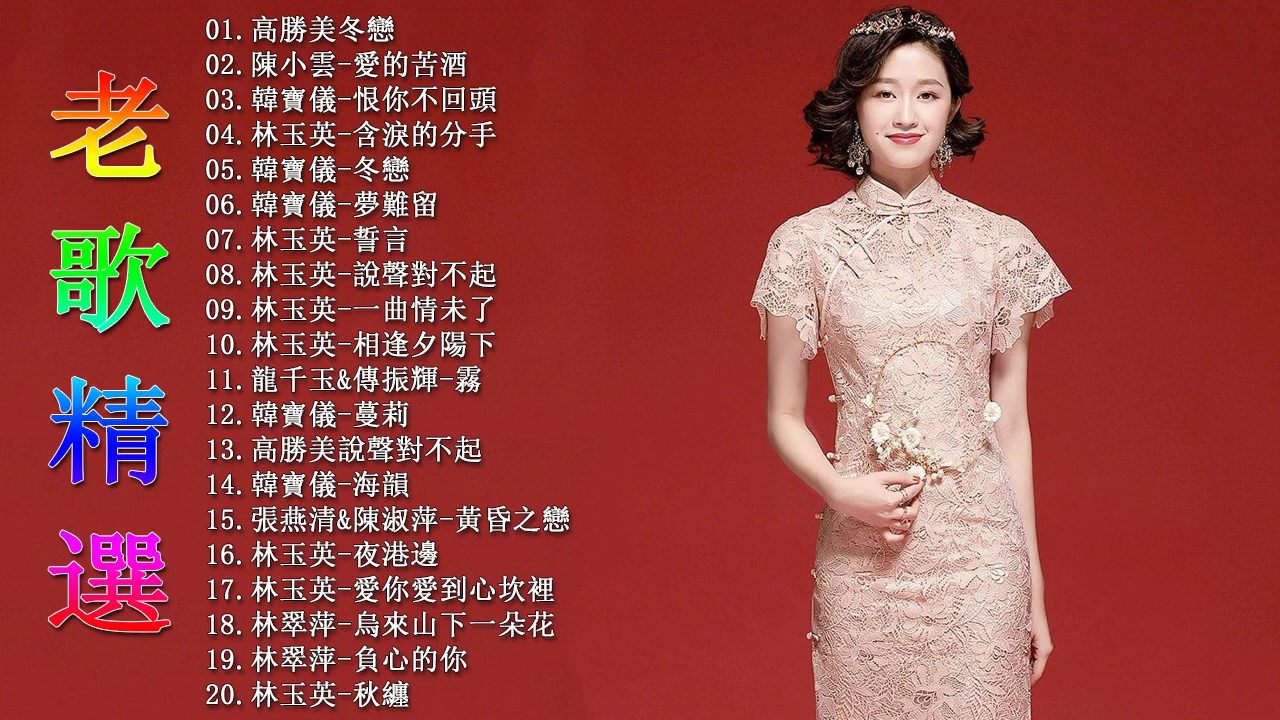 老歌精選
01.高勝美冬戀
02.陳小雲-愛的苦酒
03.韓寶儀-恨你不回頭
04.林玉英-含淚的分手
05.韓寶儀-冬戀
06.韓寶儀-夢難留
07.林玉英-誓言
08.林玉英-說聲對不起
09.林玉英-一曲情未了
10.林玉英-相逢夕陽下
11.龍千玉&傳振輝-霧
12.韓寶儀-蔓莉
13.高勝美說聲對不起
14.韓寶儀-海韻
15.張燕清&陳淑萍-黃昏之戀
16.林玉英-夜港邊
17.林玉英-愛你愛到心坎裡
18.林翠萍-烏來山下一朵花
19.林翠萍-負心的你
20.林玉英-秋纏